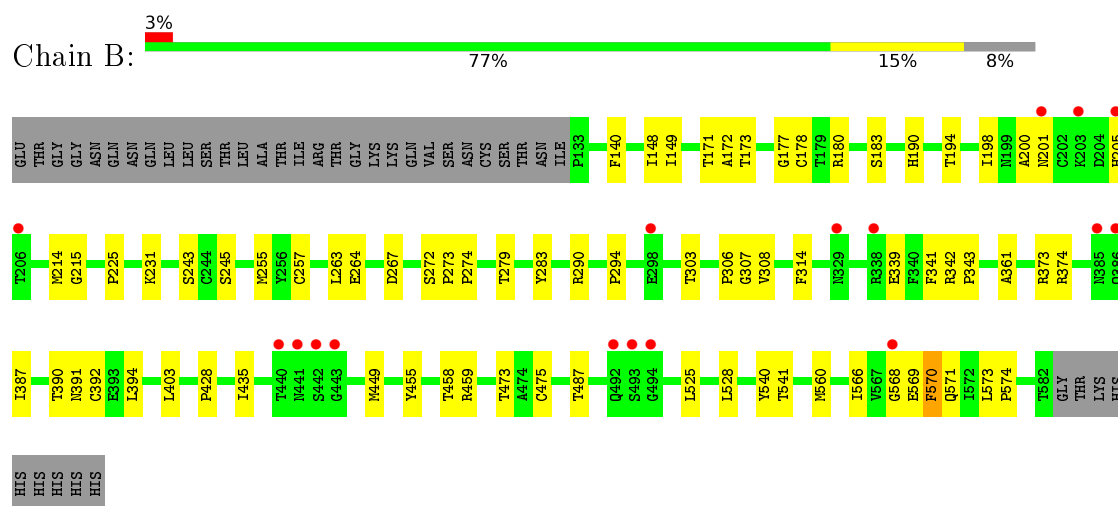 3%
Chain B:
77% 15% 8%
GLU THR GLY GLY ASN GLN ASN GLN LEU LEU SER THR LEU ALA THR ILE ARG THR GLY LYS LYS GLN VAL SER ASN CYS SER THR ASN ILE P133 F140 I148 I149 T171 A172 T173 G177 C178 T179 R180 S183 H190 T194 I198 N199 A200 N201 C202 K203 D204 H205
T206 M214 G215 P225 K231 S243 C244 S245 M255 Y256 C257 L263 E264 D267 S272 P273 P274 T279 Y283 R290 P294 E298 T303 P306 G307 V308 F314 N329 R338 E339 F340 F341 R342 P343 A361 R373 R374 N385
I387 T390 N391 C392 E393 L394 L403 P428 I435 T440 N441 S442 G443 M449 Y455 T458 R459 T473 A474 C475 T487 Q492 S493 G494 L525 L528 Y540 T541 M560 I566 V567 G568 E569 F570 Q571 I572 L573 P574 T582 GLY THR LYS HIS
HIS HIS HIS HIS HIS